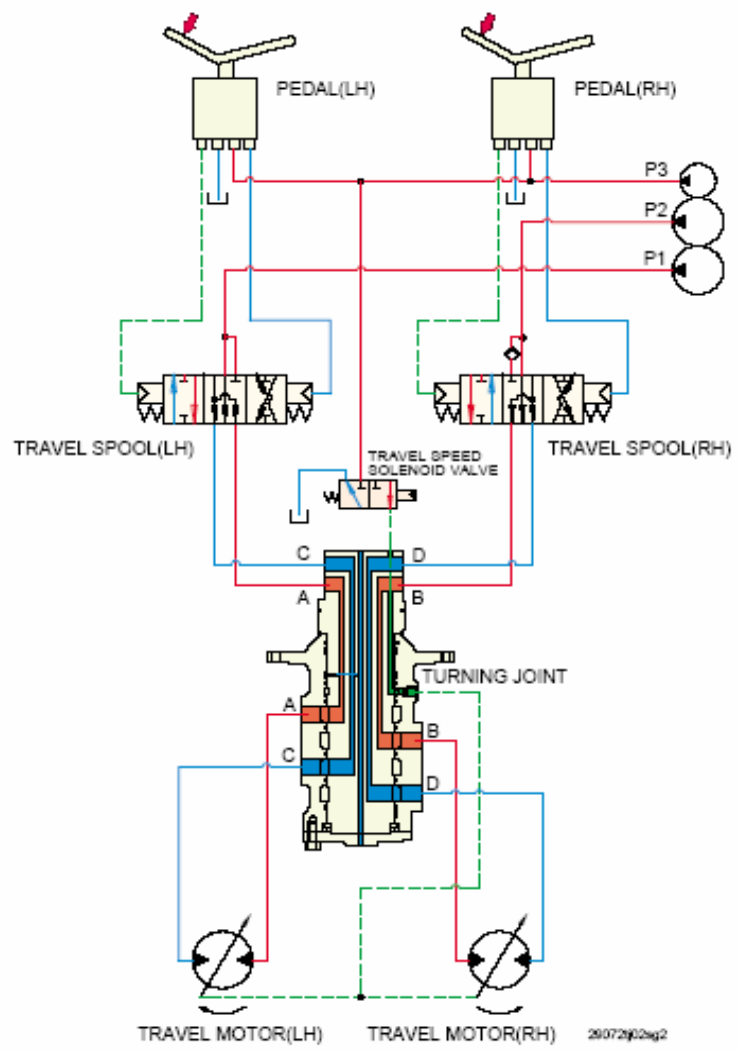 PEDAL(LH)
PEDAL(RH)
P3
P2
P1
TRAVEL SPOOL(LH)
TRAVEL SPOOL(RH)
TRAVEL SPEED
SOLENOID VALVE
C
D
A
B
TURNING JOINT
A
B
C
D
TRAVEL MOTOR(LH)
TRAVEL MOTOR(RH)